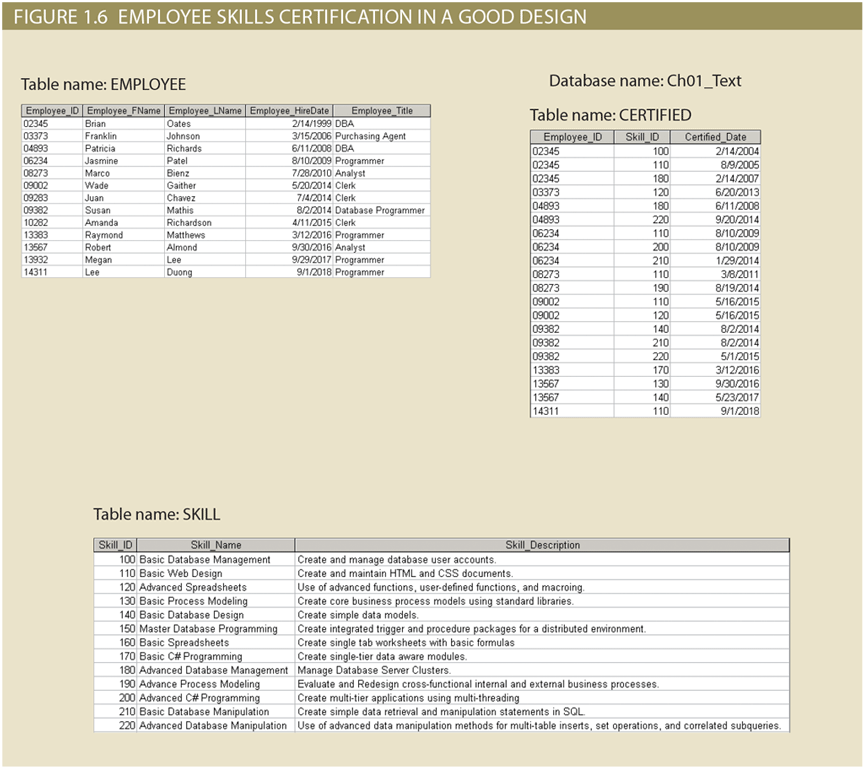 FIGURE 1.6 EMPLOYEE SKILLS CERTIFICATION IN A GOOD DESIGN
Table name: EMPLOYEE
Employee_ID Employee_FName Employee_LName Employee_HireDate Employee_Title
02345 Brian Oates 2/14/1999 DBA
03373 Franklin Johnson 3/15/2006 Purchasing Agent
04893 Patricia Richards 6/11/2008 DBA
06234 Jasmine Patel 8/10/2009 Programmer
08273 Marco Bienz 7/28/2010 Analyst
09002 Wade Gaither 5/20/2014 Clerk
09283 Juan Chavez 7/4/2014 Clerk
09382 Susan Mathis 8/2/2014 Database Programmer
10282 Amanda Richardson 4/11/2015 Clerk
13383 Raymond Matthews 3/12/2016 Programmer
13567 Robert Almond 9/30/2016 Analyst
13932 Megan Lee 9/29/2017 Programmer
14311 Lee Duong 9/1/2018 Programmer
Database name: Ch01_Text
Table name: CERTIFIED
Employee_ID Skill_ID Certified_Date
02345 100 2/14/2004
02345 110 8/9/2005
02345 180 2/14/2007
03373 120 6/20/2013
04893 180 6/11/2008
04893 220 9/20/2014
06234 110 8/10/2009
06234 200 8/10/2009
06234 210 1/29/2014
08273 110 3/8/2011
08273 190 8/19/2014
09002 110 5/16/2015
09002 120 5/16/2015
09382 140 8/2/2014
09382 210 8/2/2014
09382 220 5/1/2015
13383 170 3/12/2016
13567 130 9/30/2016
13567 140 5/23/2017
14311 110 9/1/2018
Table name: SKILL
Skill_ID Skill_Name Skill_Description
100 Basic Database Management Create and manage database user accounts.
110 Basic Web Design Create and maintain HTML and CSS documents.
120 Advanced Spreadsheets Use of advanced functions, user-defined functions, and macroing.
130 Basic Process Modeling Create core business process models using standard libraries.
140 Basic Database Design Create simple data models.
150 Master Database Programming Create integrated trigger and procedure packages for a distributed environment.
160 Basic Spreadsheets Create single tab worksheets with basic formulas
170 Basic C# Programming Create single-tier data aware modules.
180 Advanced Database Management Manage Database Server Clusters.
190 Advance Process Modeling Evaluate and Redesign cross-functional internal and external business processes.
200 Advanced C# Programming Create multi-tier applications using multi-threading
210 Basic Database Manipulation Create simple data retrieval and manipulation statements in SQL.
220 Advanced Database Manipulation Use of advanced data manipulation methods for multi-table inserts, set operations, and correlated subqueries.